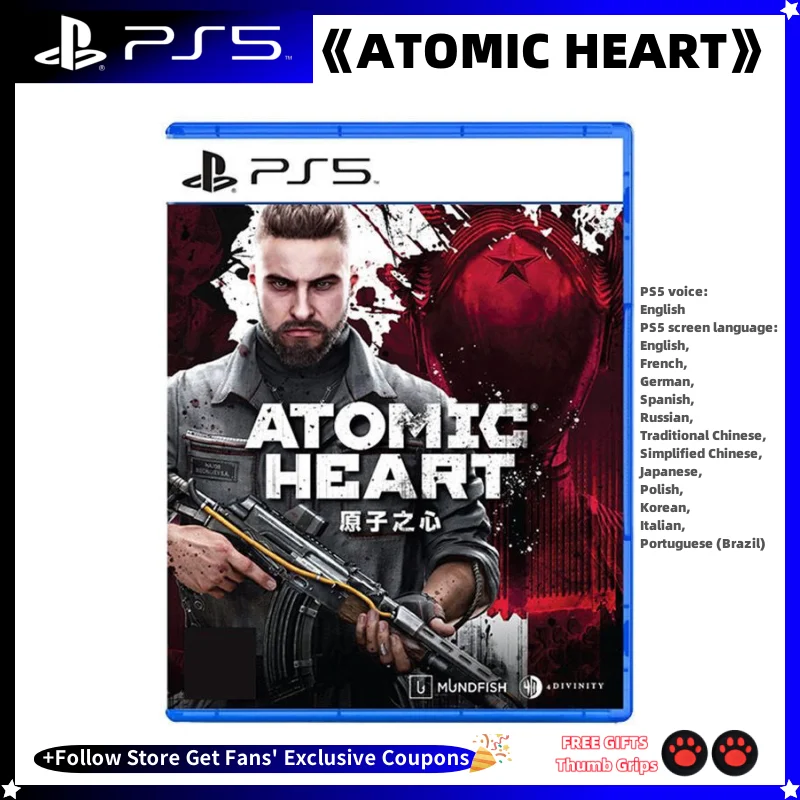 PS5
《ATOMIC HEART》
PS5
ATOMIC
HEART
原子之心
MUNDFISH
4DIVINITY
PS5 voice:
English
PS5 screen language:
English,
French,
German,
Spanish,
Russian,
Traditional Chinese,
Simplified Chinese,
Japanese,
Polish,
Korean,
Italian,
Portuguese (Brazil)
+Follow Store Get Fans' Exclusive Coupons
FREE GIFTS
Thumb Grips